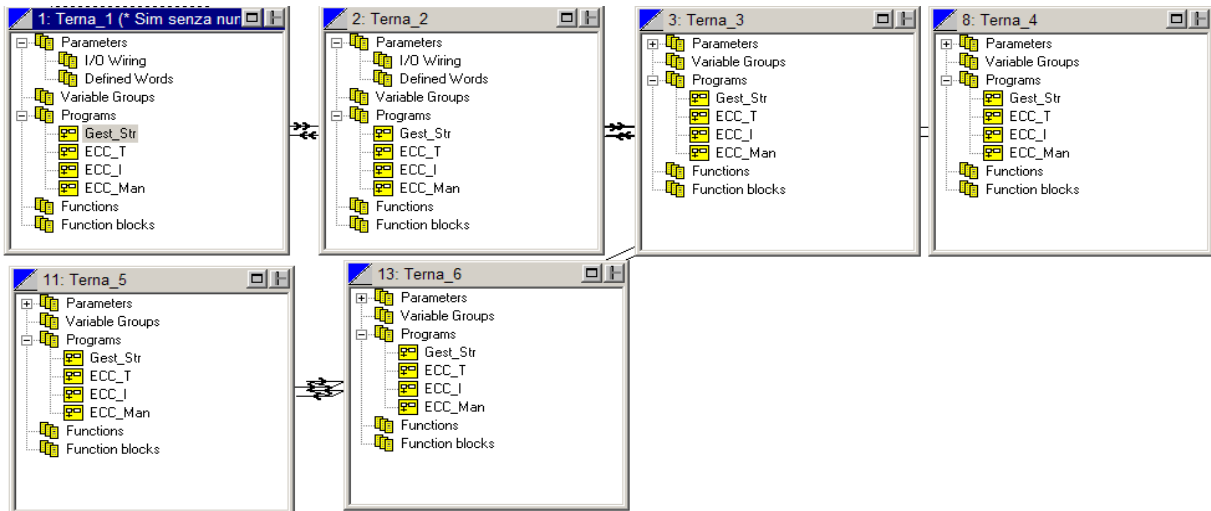 1: Terna_1 (* Sim senza nur
Parameters
I/O Wiring
Defined Words
Variable Groups
Programs
Gest_Str
ECC_T
ECC_I
ECC_Man
Functions
Function blocks
2: Terna_2
Parameters
I/O Wiring
Defined Words
Variable Groups
Programs
Gest_Str
ECC_T
ECC_I
ECC_Man
Functions
Function blocks
3: Terna_3
Parameters
Variable Groups
Programs
Gest_Str
ECC_T
ECC_I
ECC_Man
Functions
Function blocks
8: Terna_4
Parameters
Variable Groups
Programs
Gest_Str
ECC_T
ECC_I
ECC_Man
Functions
Function blocks
11: Terna_5
Parameters
Variable Groups
Programs
Gest_Str
ECC_T
ECC_I
ECC_Man
Functions
Function blocks
13: Terna_6
Parameters
Variable Groups
Programs
Gest_Str
ECC_T
ECC_I
ECC_Man
Functions
Function blocks